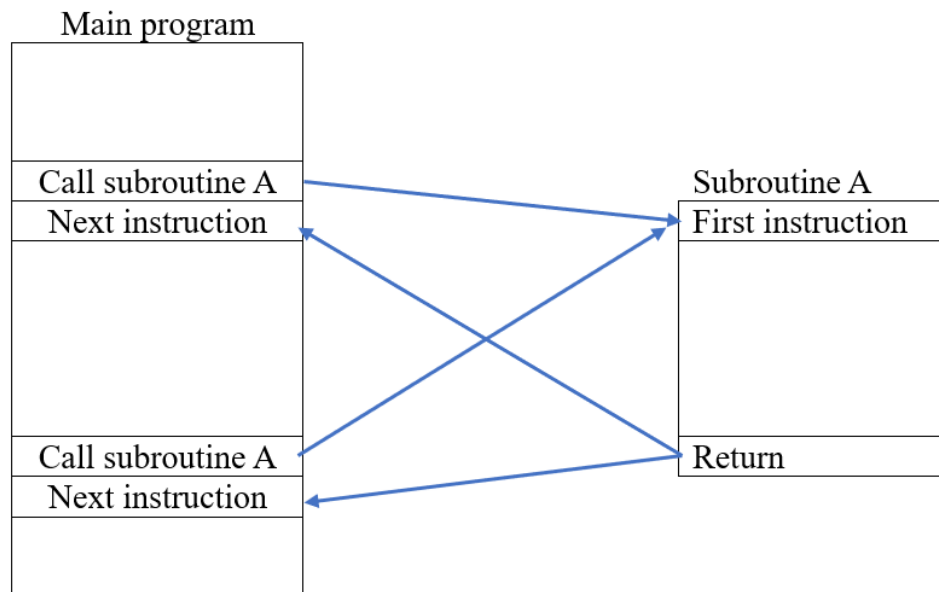 Main program
Call subroutine A
Next instruction
Call subroutine A
Next instruction
Subroutine A
First instruction
Return